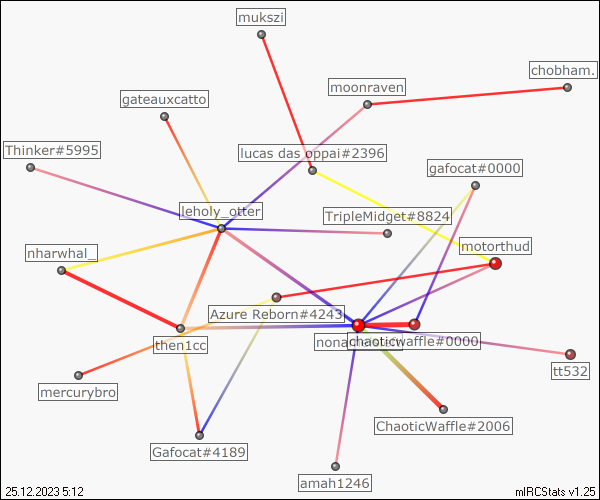 mukszi
chobham.
moonraven
gateauxcatto
Thinker#5995
lucas das oppai#2396
gafocat#0000
leholy_otter
TripleMidget#8824
motorthud
nharwhal_
Azure Reborn#4243
chaoticwaffle#0000
then1cc
tt532
mercurybro
ChaoticWaffle#2006
Gafocat#4189
amah1246
25.12.2023 5:12
mIRCStats v1.25